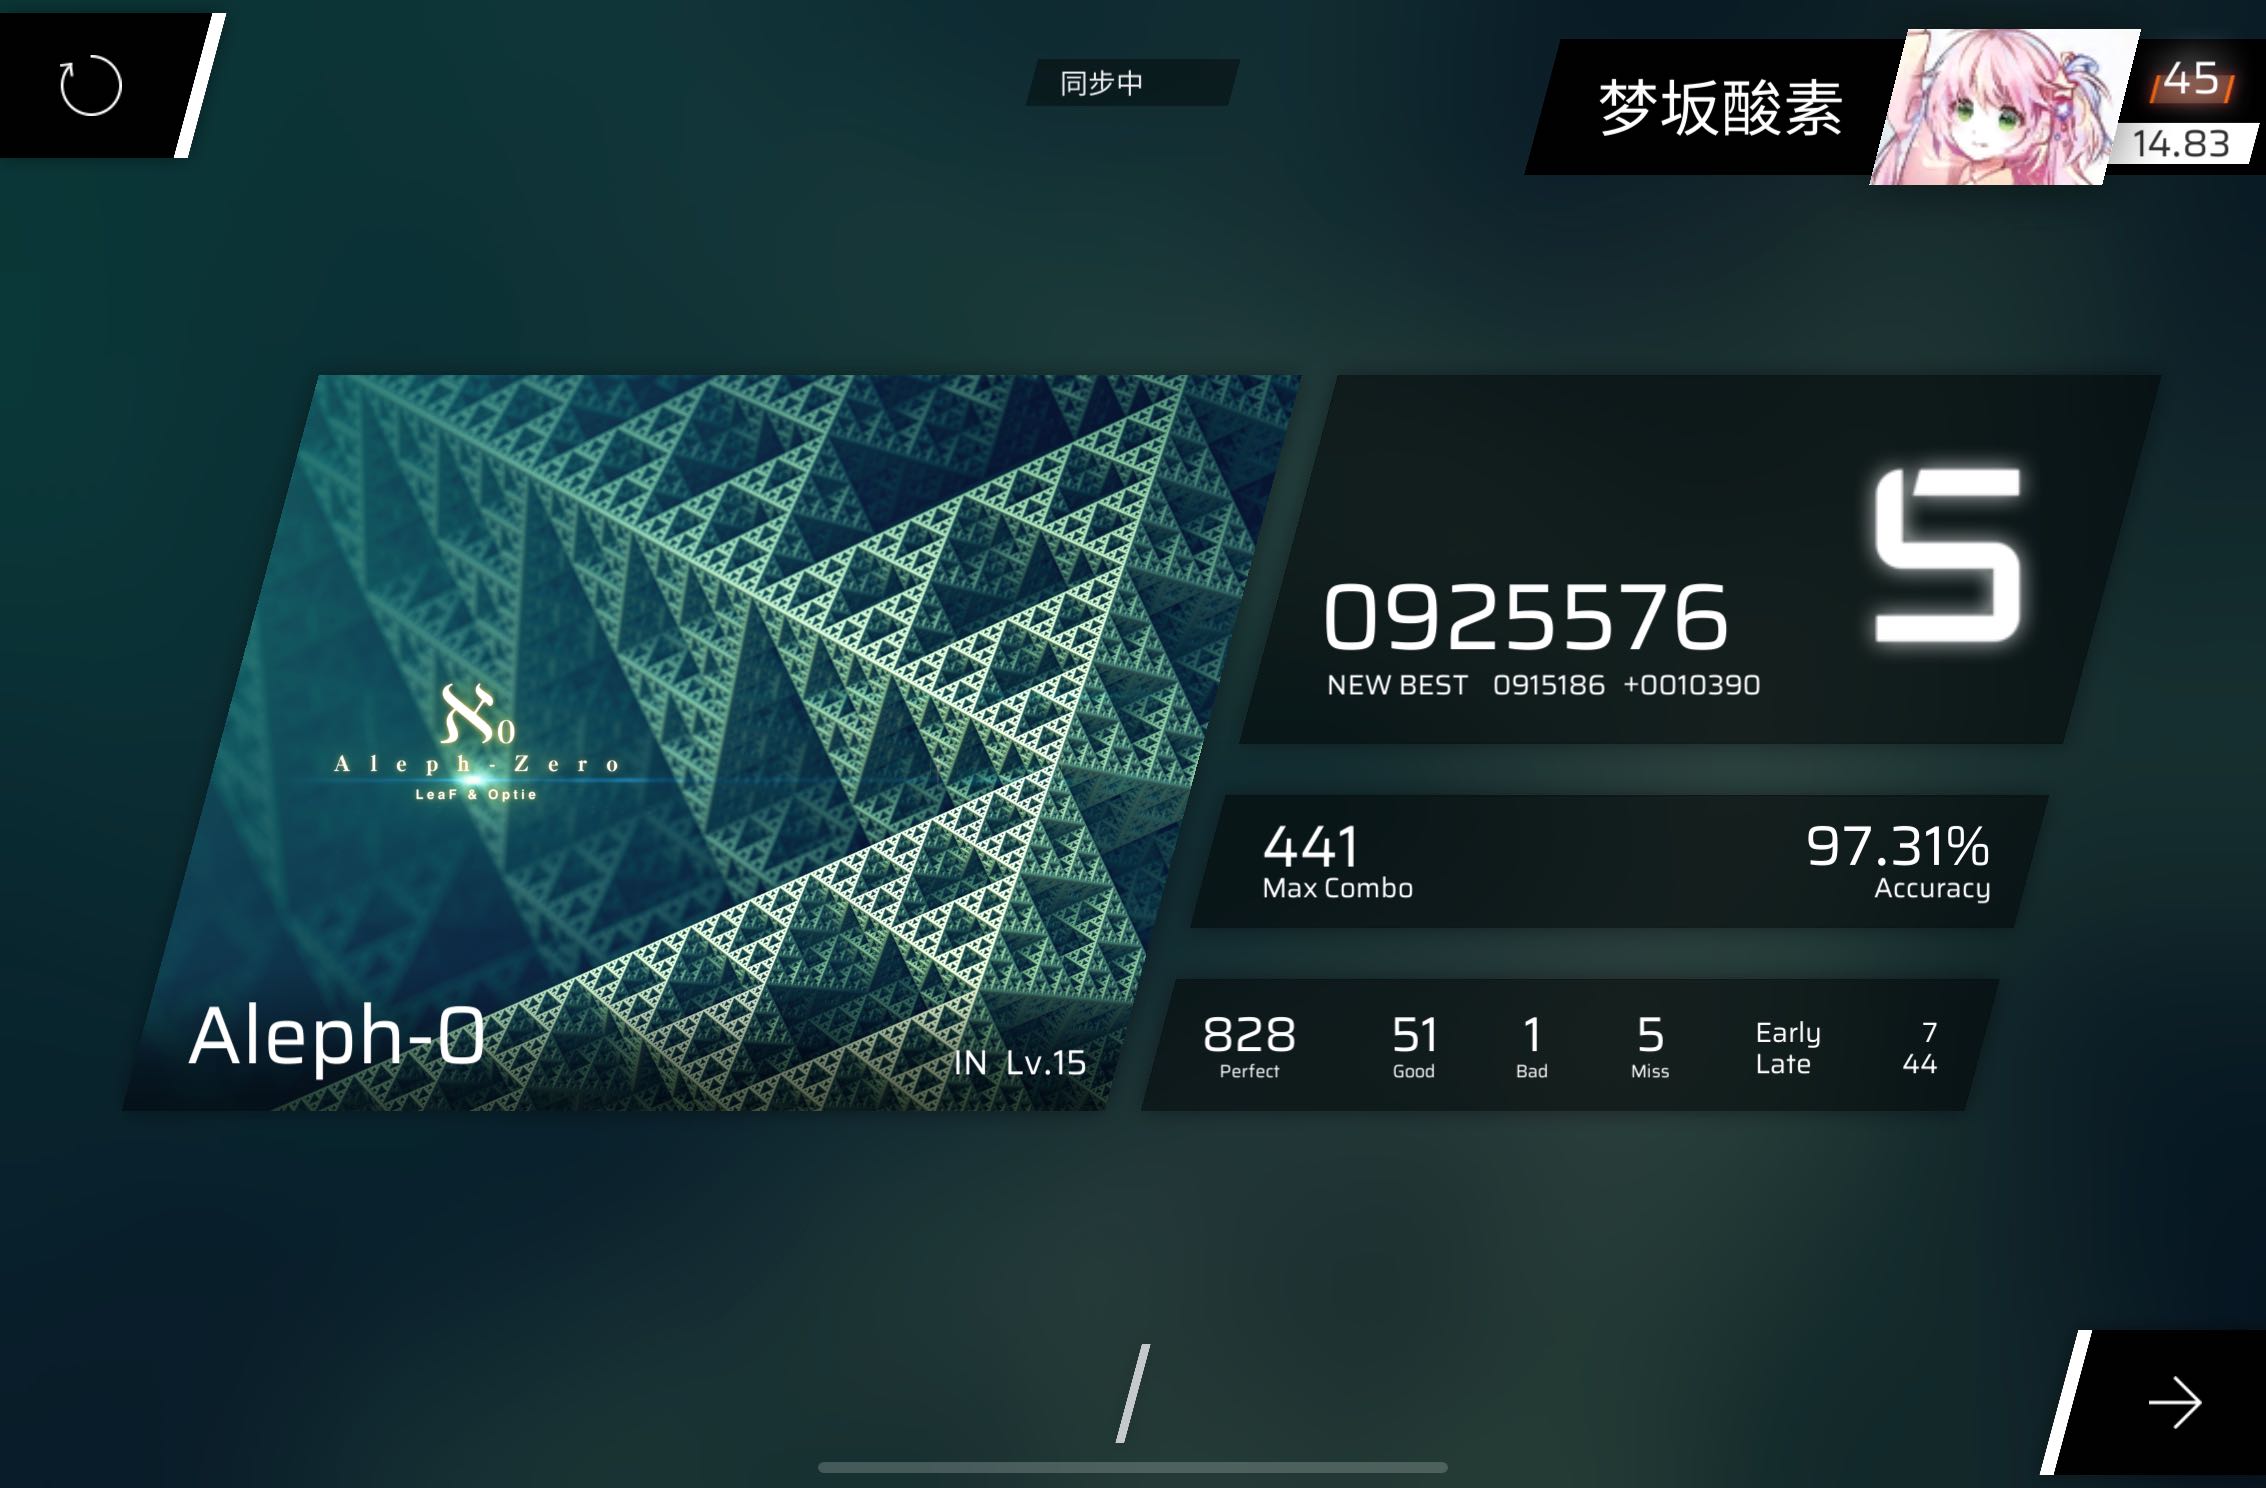 同步中
梦坂酸素
45
14.83
ℵ0
Aleph-Zero
LeaF & Optie
Aleph-0
IN Lv.15
S
0925576
NEW BEST 0915186 +0010390
441
Max Combo
97.31%
Accuracy
828
Perfect
51
Good
1
Bad
5
Miss
Early 7
Late 44